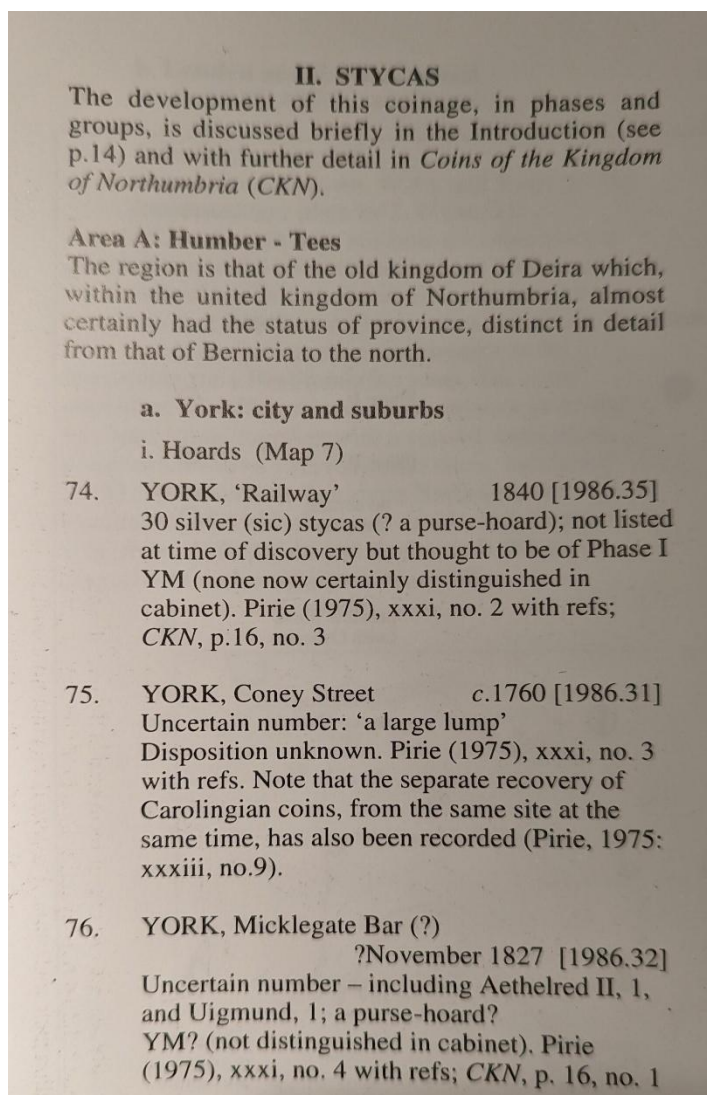 II. STYCAS
The development of this coinage, in phases and
groups, is discussed briefly in the Introduction (see
p.14) and with further detail in Coins of the Kingdom
of Northumbria (CKN).
Area A: Humber - Tees
The region is that of the old kingdom of Deira which,
within the united kingdom of Northumbria, almost
certainly had the status of province, distinct in detail
from that of Bernicia to the north.
a. York: city and suburbs
i. Hoards (Map 7)
74. YORK, ‘Railway’ 1840 [1986.35]
30 silver (sic) stycas (? a purse-hoard); not listed
at time of discovery but thought to be of Phase I
YM (none now certainly distinguished in
cabinet). Pirie (1975), xxxi, no. 2 with refs;
CKN, p.16, no. 3
75. YORK, Coney Street c.1760 [1986.31]
Uncertain number: ‘a large lump’
Disposition unknown. Pirie (1975), xxxi, no. 3
with refs. Note that the separate recovery of
Carolingian coins, from the same site at the
same time, has also been recorded (Pirie, 1975:
xxxiii, no.9).
76. YORK, Micklegate Bar (?)
?November 1827 [1986.32]
Uncertain number – including Aethelred II, 1,
and Uigmund, 1; a purse-hoard?
YM? (not distinguished in cabinet). Pirie
(1975), xxxi, no. 4 with refs; CKN, p. 16, no. 1